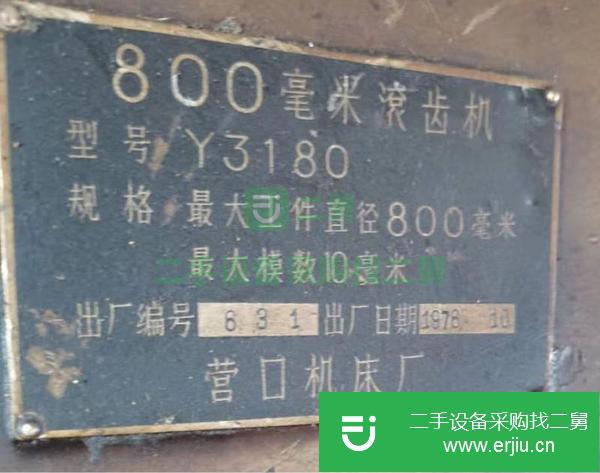 800毫米滚齿机
型号 Y3180
规格 最大工件直径800毫米
最大模数10毫米
出厂编号 631 出厂日期 1978 10
营口机床厂
二手设备采购找二舅
www.erjiu.cn